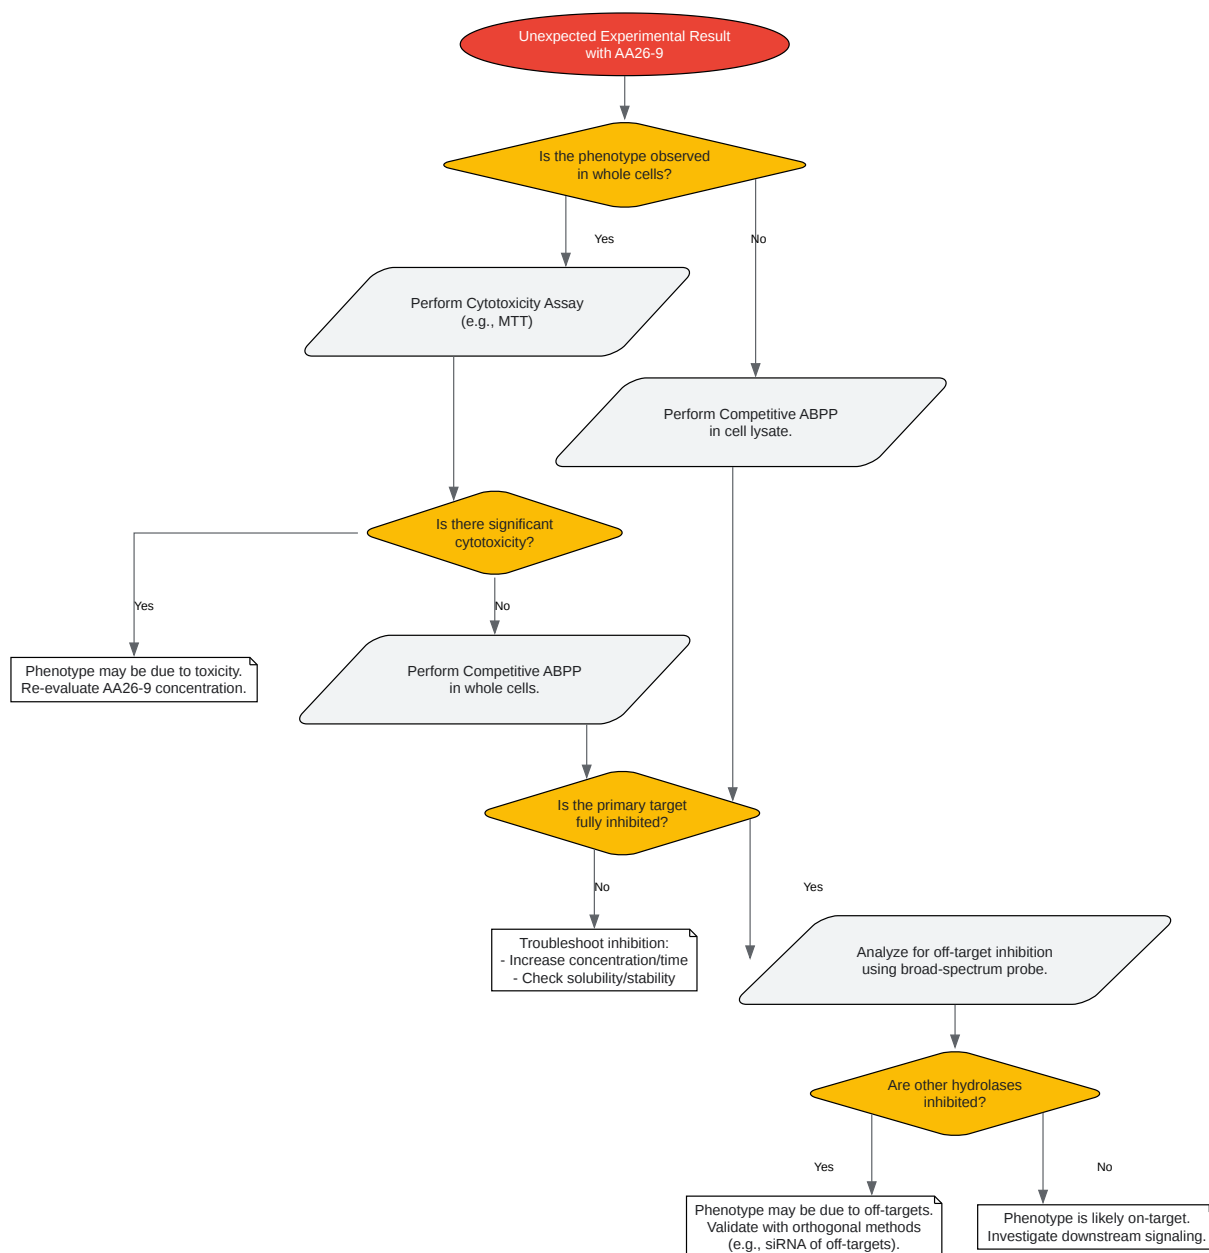 Unexpected Experimental Result
with AA26-9
Is the phenotype observed
in whole cells?
Yes
No
Perform Cytotoxicity Assay
(e.g., MTT)
Perform Competitive ABPP
in cell lysate.
Is there significant
cytotoxicity?
Yes
No
Phenotype may be due to toxicity.
Re-evaluate AA26-9 concentration.
Perform Competitive ABPP
in whole cells.
Is the primary target
fully inhibited?
No
Yes
Troubleshoot inhibition:
- Increase concentration/time
- Check solubility/stability
Analyze for off-target inhibition
using broad-spectrum probe.
Are other hydrolases
inhibited?
Yes
No
Phenotype may be due to off-targets.
Validate with orthogonal methods
(e.g., siRNA of off-targets).
Phenotype is likely on-target.
Investigate downstream signaling.